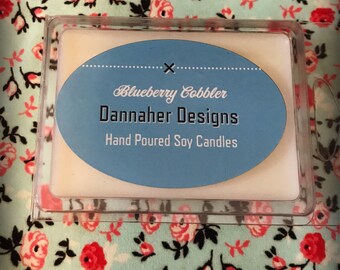 Blueberry Cobbler
Dannaher Designs
Hand Poured Soy Candles